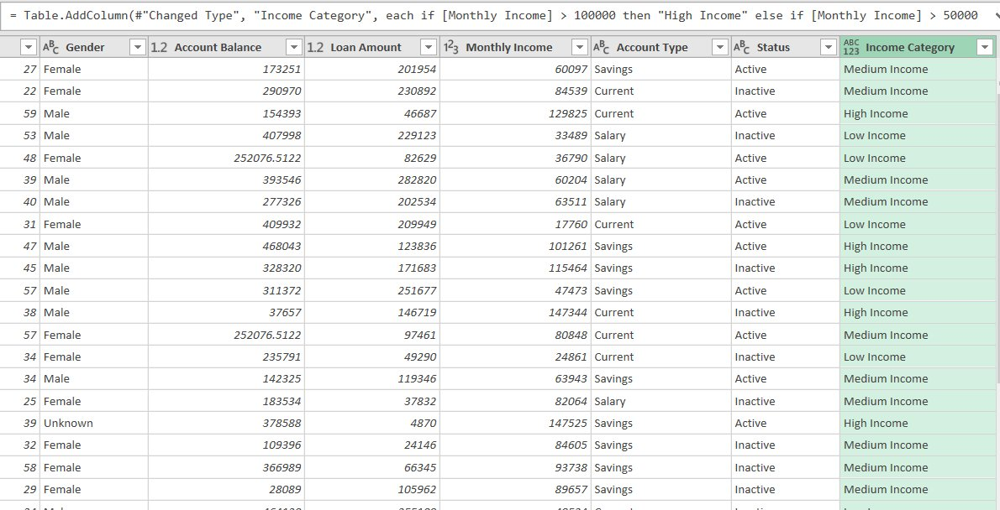 = Table.AddColumn(#"Changed Type", "Income Category", each if [Monthly Income] > 100000 then "High Income" else if [Monthly Income] > 50000
ABC Gender 1.2 Account Balance 1.2 Loan Amount 123 Monthly Income ABC Account Type ABC Status ABC 123 Income Category
27 Female 173251 201954 60097 Savings Active Medium Income
22 Female 290970 230892 84539 Current Inactive Medium Income
59 Male 154393 46687 129825 Current Active High Income
53 Male 407998 229123 33489 Salary Inactive Low Income
48 Female 252076.5122 82629 36790 Salary Active Low Income
39 Male 393546 282820 60204 Salary Active Medium Income
40 Male 277326 202534 63511 Salary Inactive Medium Income
31 Female 409932 209949 17760 Current Active Low Income
47 Male 468043 123836 101261 Savings Active High Income
45 Male 328320 171683 115464 Savings Inactive High Income
57 Male 311372 251677 47473 Savings Active Low Income
38 Male 37657 146719 147344 Current Inactive High Income
57 Female 252076.5122 97461 80848 Current Active Medium Income
34 Female 235791 49290 24861 Current Inactive Low Income
34 Male 142325 119346 63943 Savings Active Medium Income
25 Female 183534 37832 82064 Salary Inactive Medium Income
39 Unknown 378588 4870 147525 Savings Active High Income
32 Female 109396 24146 84605 Savings Inactive Medium Income
58 Female 366989 66345 93738 Savings Inactive Medium Income
29 Female 28089 105962 89657 Savings Inactive Medium Income